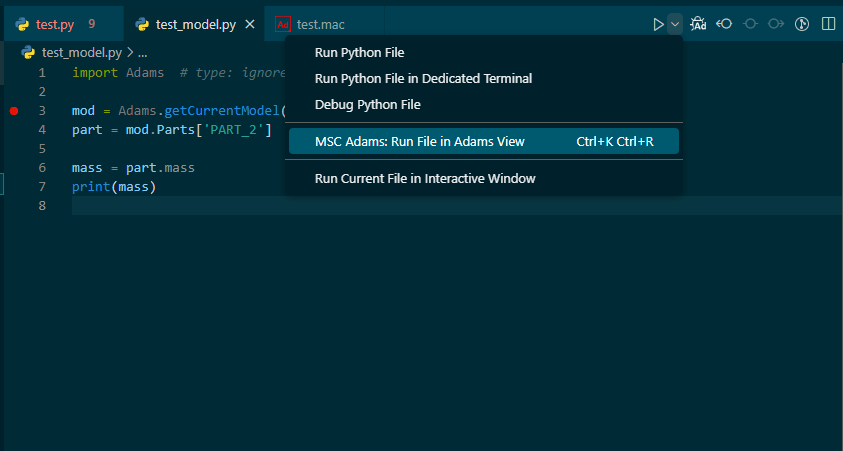 test.py 9 test_model.py test.mac
test_model.py > ...
1 import Adams # type: ignore
2
3 mod = Adams.getCurrentModel(
4 part = mod.Parts['PART_2']
5
6 mass = part.mass
7 print(mass)
8
Run Python File
Run Python File in Dedicated Terminal
Debug Python File
MSC Adams: Run File in Adams View Ctrl+K Ctrl+R
Run Current File in Interactive Window
Ad
Ad